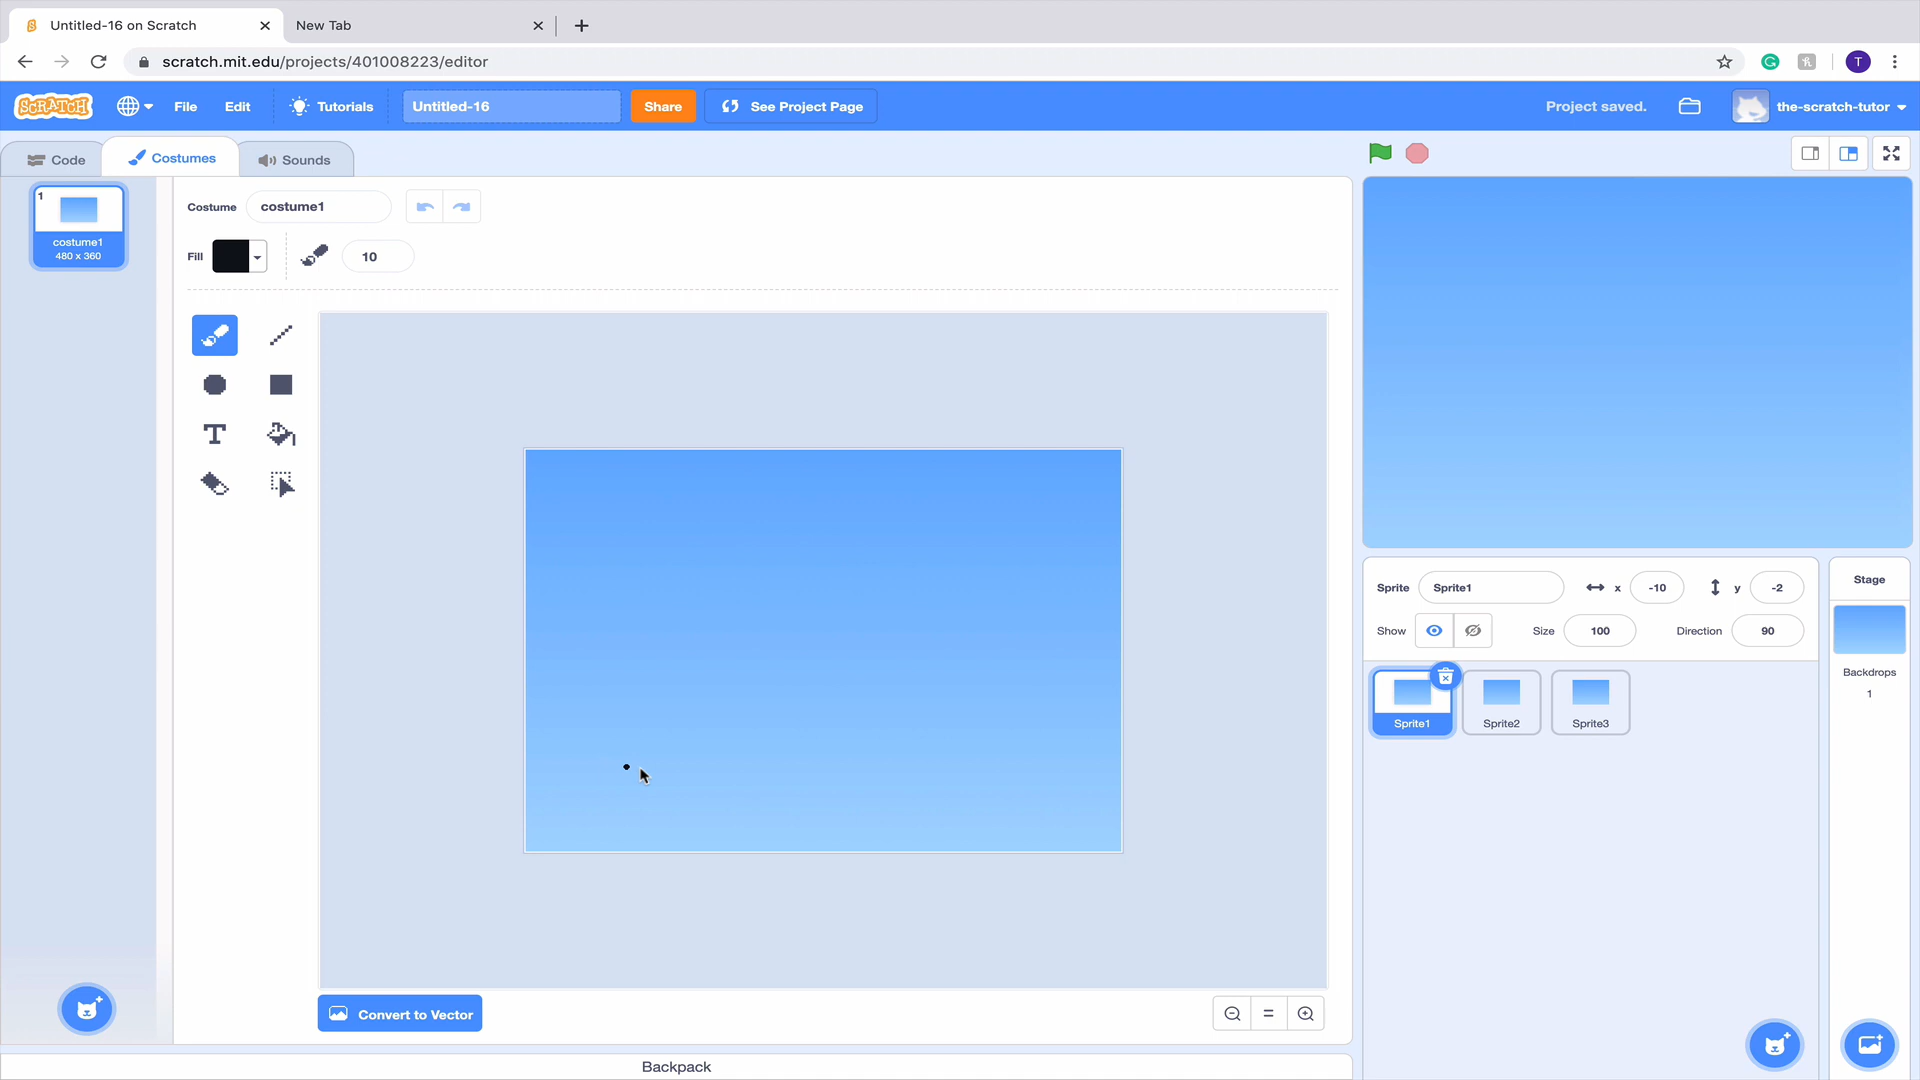 Untitled-16 on Scratch
New Tab
scratch.mit.edu/projects/401008223/editor
T
SCRATCH
File
Edit
Tutorials
Untitled-16
Share
See Project Page
Project saved.
the-scratch-tutor
Code
Costumes
Sounds
1
costume1
480 x 360
Costume
costume1
Fill
10
T
Convert to Vector
Backpack
Sprite
Sprite1
x
-10
y
-2
Show
Size
100
Direction
90
Sprite1
Sprite2
Sprite3
Stage
Backdrops
1